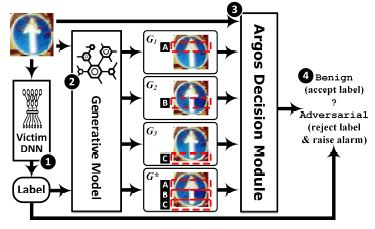 3
G1
A
2
G2
B
4 Benign
(accept label)
?
Adversarial
(reject label
& raise alarm)
Generative Model
Argos Decision Module
Victim
DNN
G3
C
1
Label
G*
A
B
C